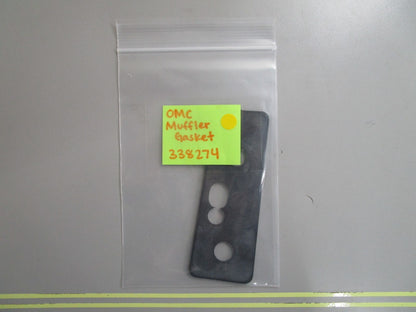 OMC
Muffler
Gasket
338274